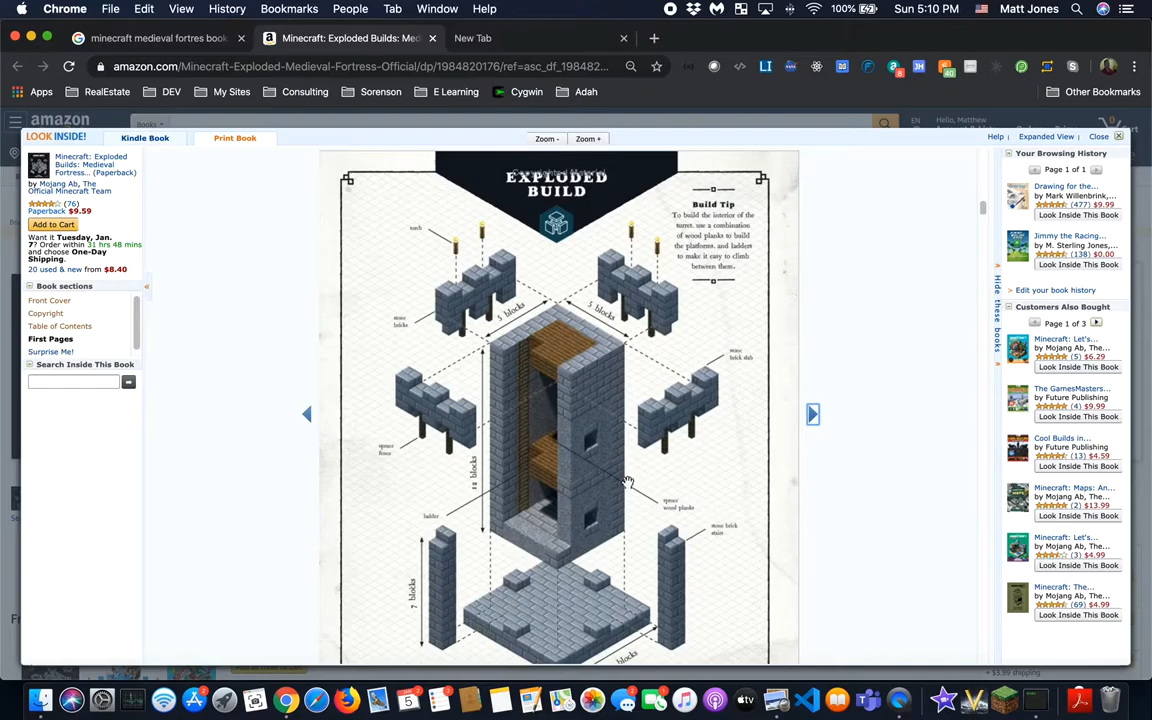 Chrome File Edit View History Bookmarks People Tab Window Help 100% Sun 5:10 PM Matt Jones
minecraft medieval fortres book Minecraft: Exploded Builds: Med New Tab
amazon.com/Minecraft-Exploded-Medieval-Fortress-Official/dp/1984820176/ref=asc_df_198482...
Apps RealEstate DEV My Sites Consulting Sorenson E Learning Cygwin Adah Other Bookmarks
amazon Books EN Hello, Matthew
LOOK INSIDE! Kindle Book Print Book Zoom - Zoom + Help Expanded View Close
Minecraft: Exploded
Builds: Medieval
Fortress... (Paperback)
by Mojang Ab, The
Official Minecraft Team
(76)
Paperback $9.59
Add to Cart
Want it Tuesday, Jan.
7? Order within 31 hrs 48 mins
and choose One-Day
Shipping.
20 used & new from $8.40
Book sections
Front Cover
Copyright
Table of Contents
First Pages
Surprise Me!
Search Inside This Book
Copyrighted Material
EXPLODED
BUILD
Build Tip
To build the interior of the
turret, use a combination
of wood planks to build
the platforms, and ladders
to make it easy to climb
between them.
torch
5 blocks
5 blocks
stone
bricks
stone
brick slab
spruce
fence
12 blocks
ladder
spruce
wood planks
stone brick
stairs
7 blocks
blocks
Your Browsing History
Page 1 of 1
Drawing for the...
by Mark Willenbrink,...
(477) $9.99
Look Inside This Book
Jimmy the Racing...
by M. Sterling Jones,...
(138) $0.00
Look Inside This Book
> Edit your book history
Hide these books
Customers Also Bought
Page 1 of 3
Minecraft: Let's...
by Mojang Ab, The...
(5) $6.29
Look Inside This Book
The GamesMasters...
by Future Publishing
(4) $9.99
Look Inside This Book
Cool Builds in...
by Future Publishing
(13) $4.59
Look Inside This Book
Minecraft: Maps: An...
by Mojang Ab, The...
(2) $13.99
Look Inside This Book
Minecraft: Let's...
by Mojang Ab, The...
(3) $4.99
Look Inside This Book
Minecraft: The...
by Mojang Ab, The...
(69) $4.99
Look Inside This Book
+ $3.99 shipping